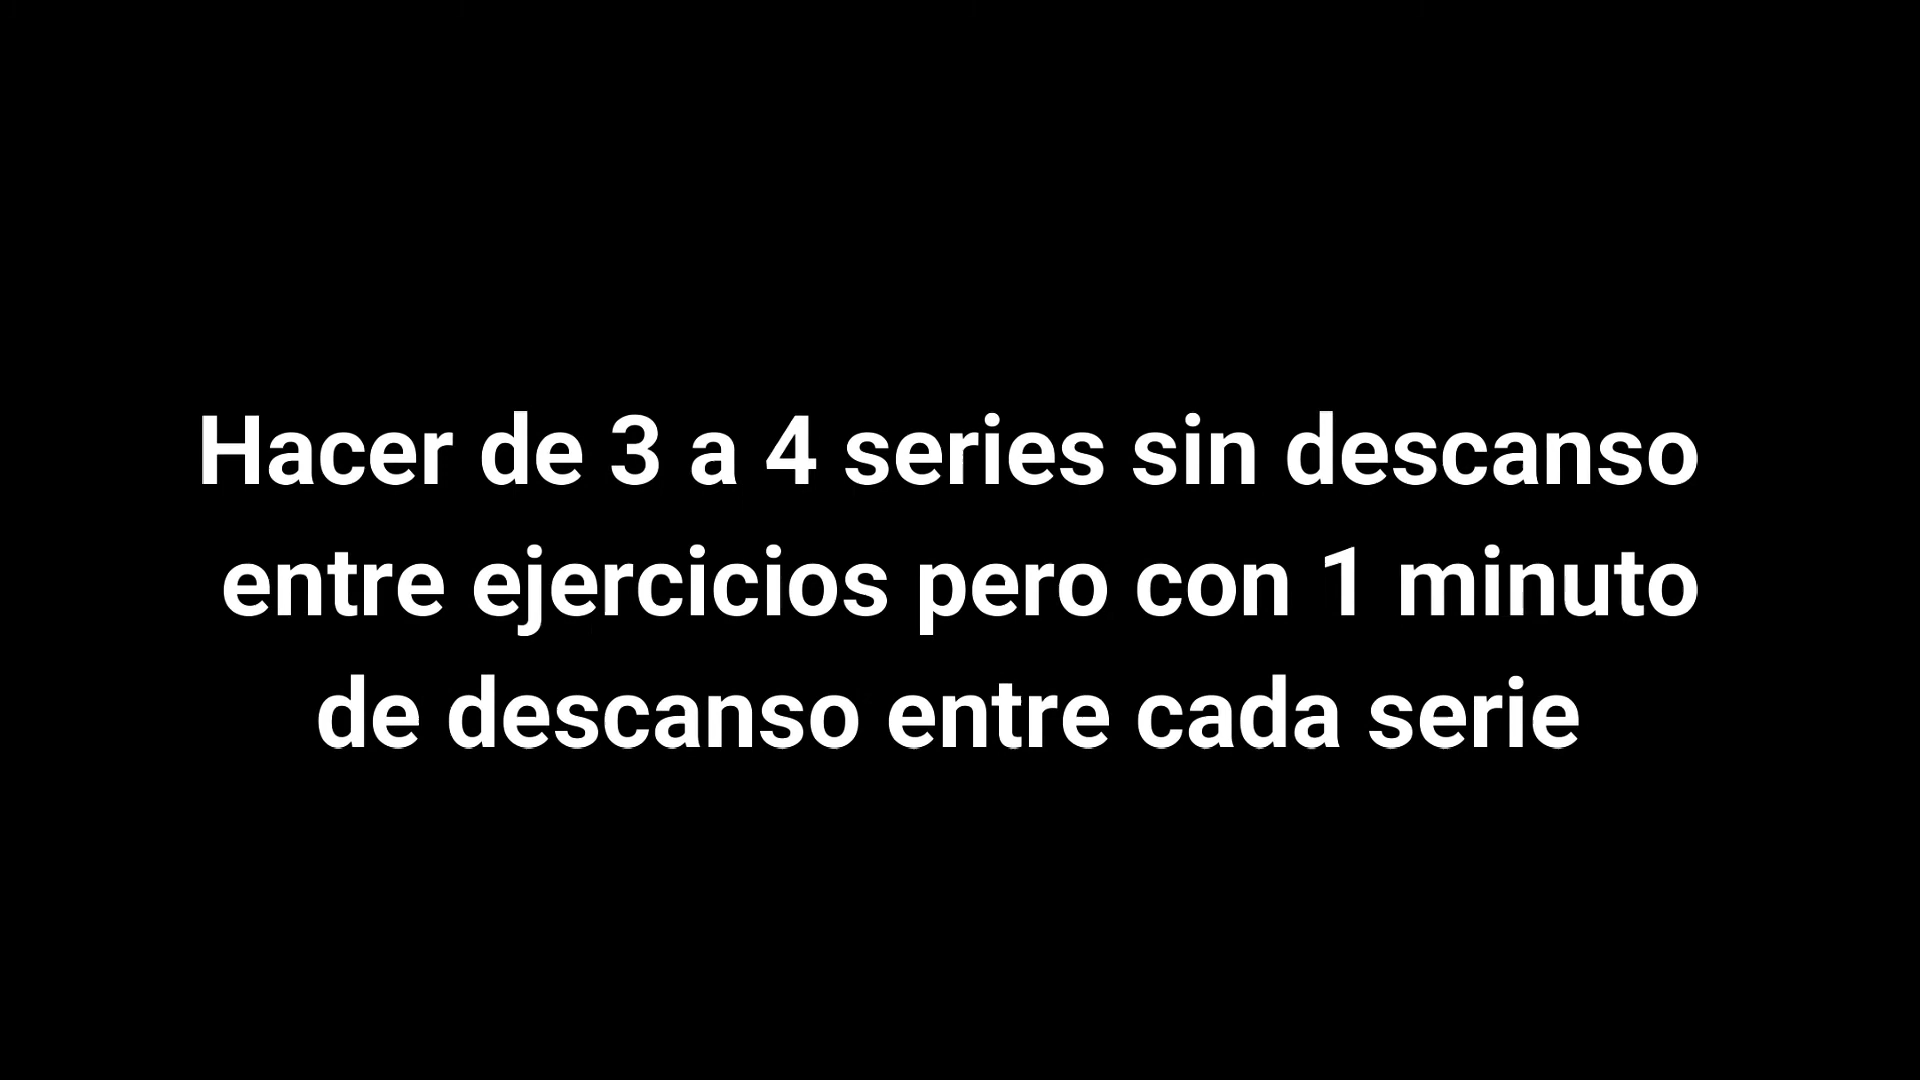 Hacer de 3 a 4 series sin descanso
entre ejercicios pero con 1 minuto
de descanso entre cada serie